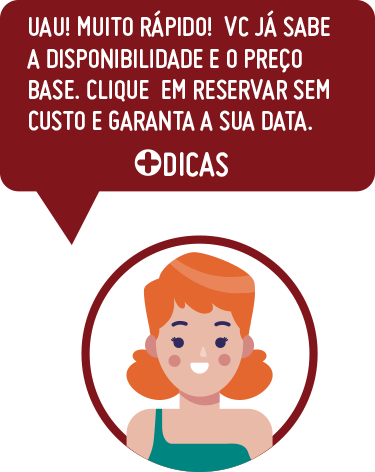 UAU! MUITO RÁPIDO! VC JÁ SABE
A DISPONIBILIDADE E O PREÇO
BASE. CLIQUE EM RESERVAR SEM
CUSTO E GARANTA A SUA DATA.
+DICAS